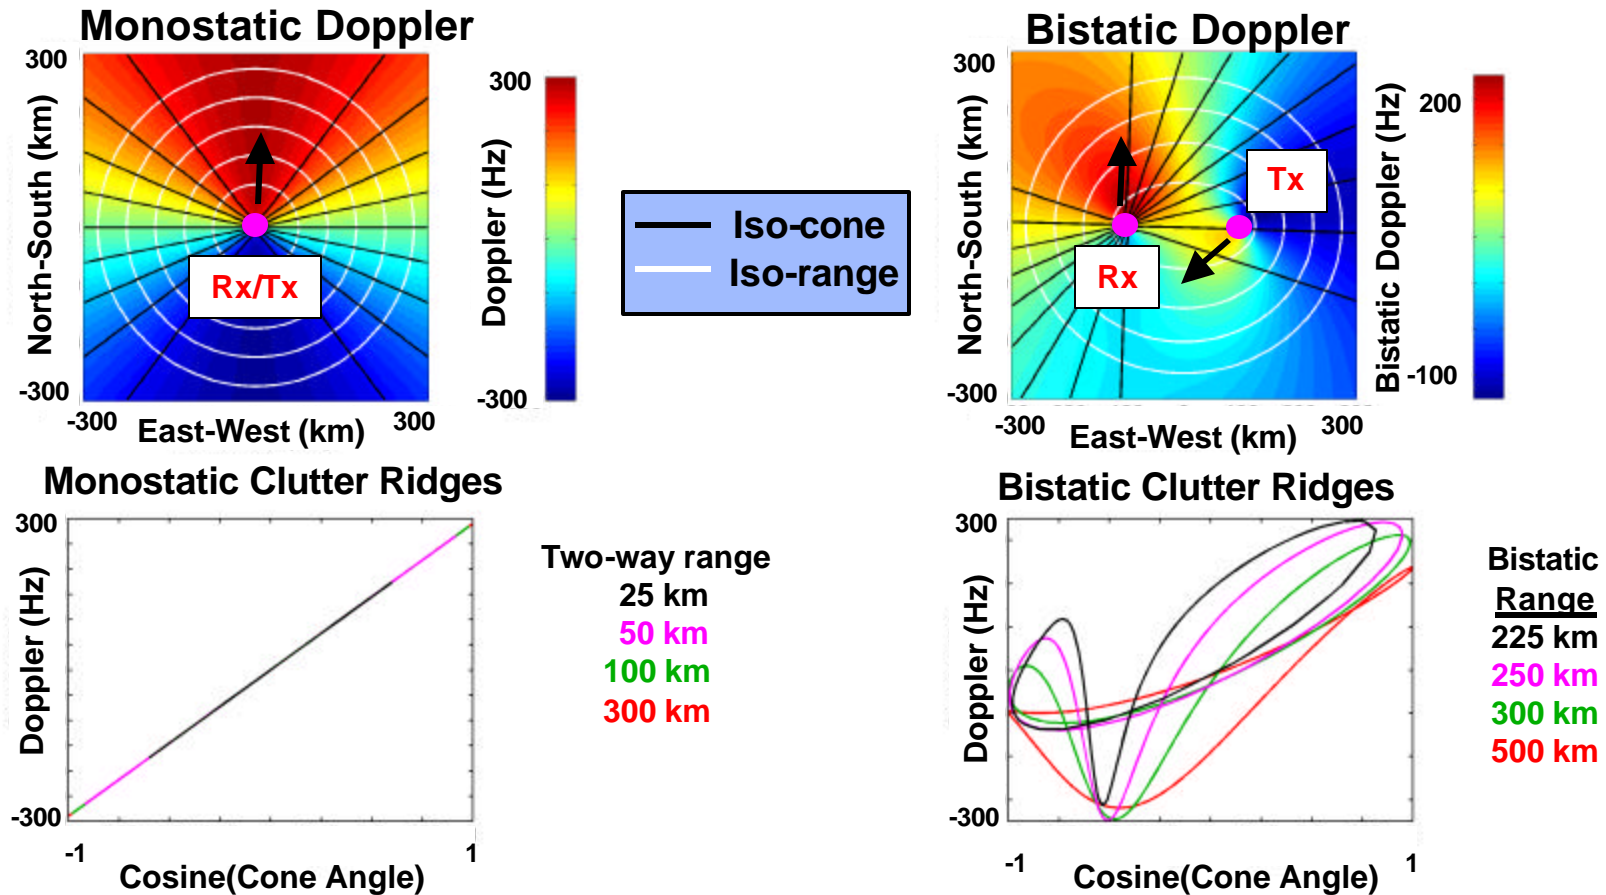 Monostatic Doppler
300
North-South (km)
-300
-300
300
East-West (km)
Rx/Tx
300
Doppler (Hz)
-300
Iso-cone
Iso-range
Bistatic Doppler
300
North-South (km)
-300
-300
300
East-West (km)
Tx
Rx
200
Bistatic Doppler (Hz)
-100
Monostatic Clutter Ridges
300
Doppler (Hz)
-300
-1
1
Cosine(Cone Angle)
Two-way range
25 km
50 km
100 km
300 km
Bistatic Clutter Ridges
300
Doppler (Hz)
-300
-1
1
Cosine(Cone Angle)
Bistatic
Range
225 km
250 km
300 km
500 km